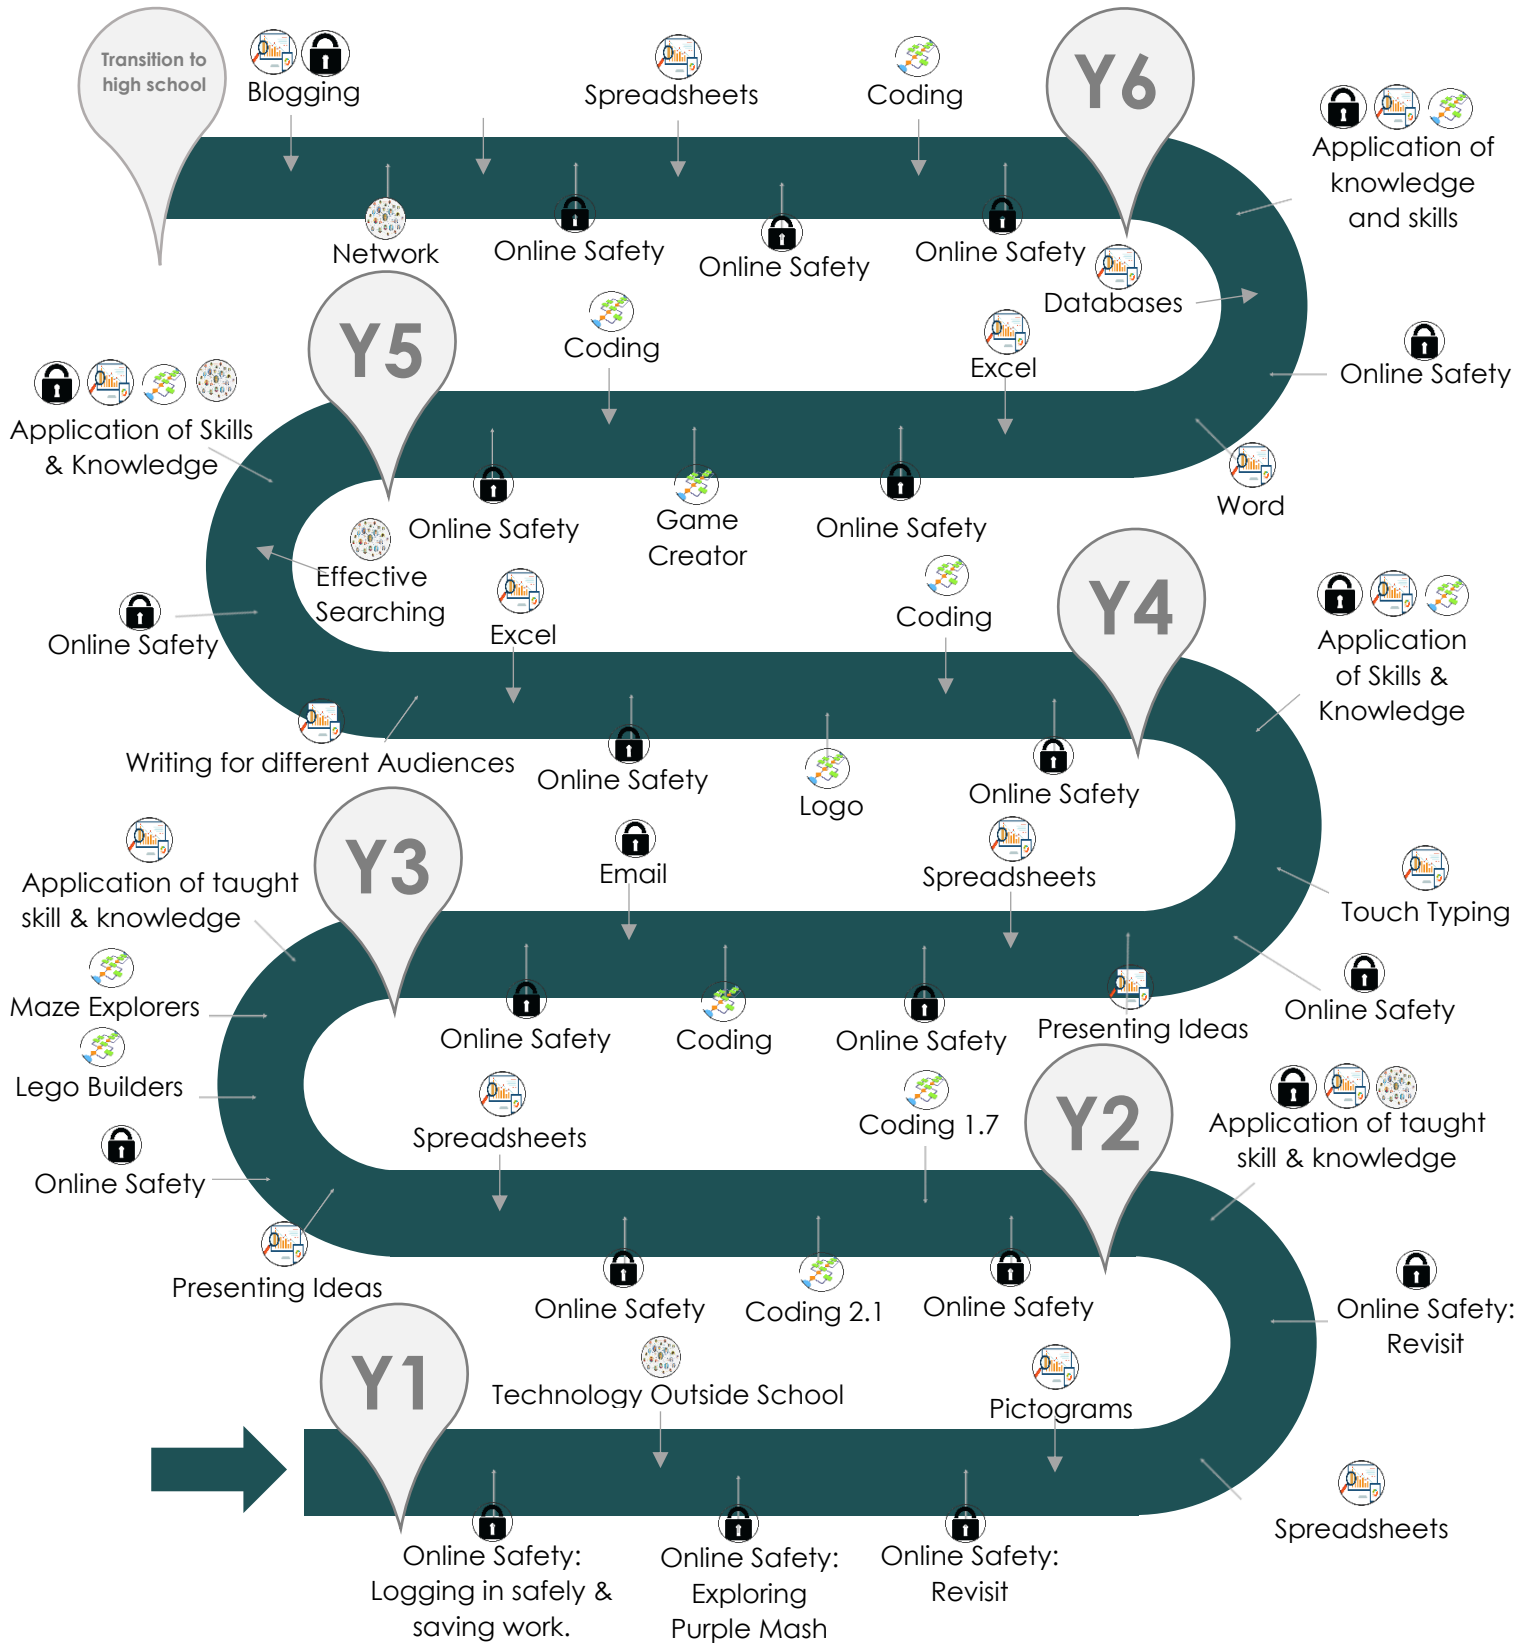 Transition to
high school
Blogging
Spreadsheets
Coding
Y6
Application of
knowledge
and skills
Network
Online Safety
Online Safety
Online Safety
Databases
Online Safety
Y5
Coding
Excel
Application of Skills
& Knowledge
Word
Online Safety
Game
Creator
Online Safety
Effective
Searching
Online Safety
Excel
Coding
Y4
Application
of Skills &
Knowledge
Writing for different Audiences
Online Safety
Logo
Online Safety
Y3
Email
Spreadsheets
Application of taught
skill & knowledge
Touch Typing
Maze Explorers
Online Safety
Coding
Online Safety
Presenting Ideas
Online Safety
Lego Builders
Spreadsheets
Coding 1.7
Y2
Application of taught
skill & knowledge
Online Safety
Presenting Ideas
Online Safety
Coding 2.1
Online Safety
Online Safety:
Revisit
Y1
Technology Outside School
Pictograms
Spreadsheets
Online Safety:
Logging in safely &
saving work.
Online Safety:
Exploring
Purple Mash
Online Safety:
Revisit